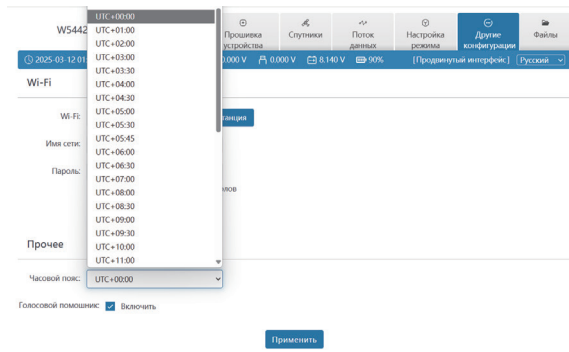 W5442
Прошивка устройства
Спутники
Поток данных
Настройка режима
Другие конфигурации
Файлы
2025-03-12 01
0.000 V 0.000 V 8.140 V 90% [Продвинутый интерфейс] Русский
Wi-Fi
Wi-Fi:
танция
Имя сети:
Пароль:
лов
UTC+00:00
UTC+01:00
UTC+02:00
UTC+03:00
UTC+03:30
UTC+04:00
UTC+04:30
UTC+05:00
UTC+05:30
UTC+05:45
UTC+06:00
UTC+06:30
UTC+07:00
UTC+08:00
UTC+08:30
UTC+09:00
UTC+09:30
UTC+10:00
UTC+11:00
Прочее
Часовой пояс: UTC+00:00
Голосовой помошник: Включить
Применить